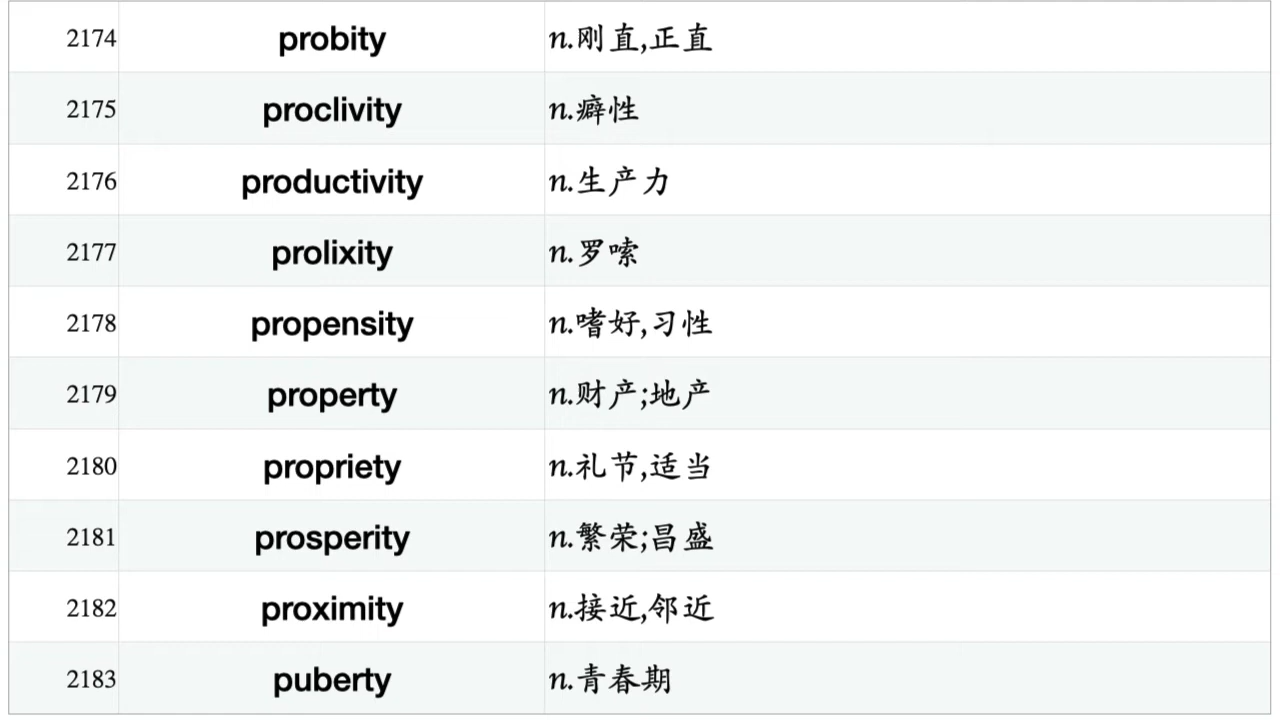 2174 probity n.刚直,正直
2175 proclivity n.癖性
2176 productivity n.生产力
2177 prolixity n.罗嗦
2178 propensity n.嗜好,习性
2179 property n.财产;地产
2180 propriety n.礼节,适当
2181 prosperity n.繁荣;昌盛
2182 proximity n.接近,邻近
2183 puberty n.青春期